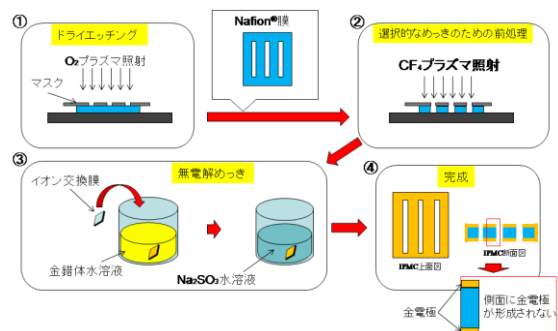 ①
ドライエッチング
O₂プラズマ照射
マスク
Nafion®膜
②
選択的なめっきのための前処理
CF₄プラズマ照射
③
無電解めっき
イオン交換膜
金錯体水溶液
Na₂SO₃水溶液
④
完成
IPMC上面図
IPMC断面図
金電極
側面に金電極
が形成されない